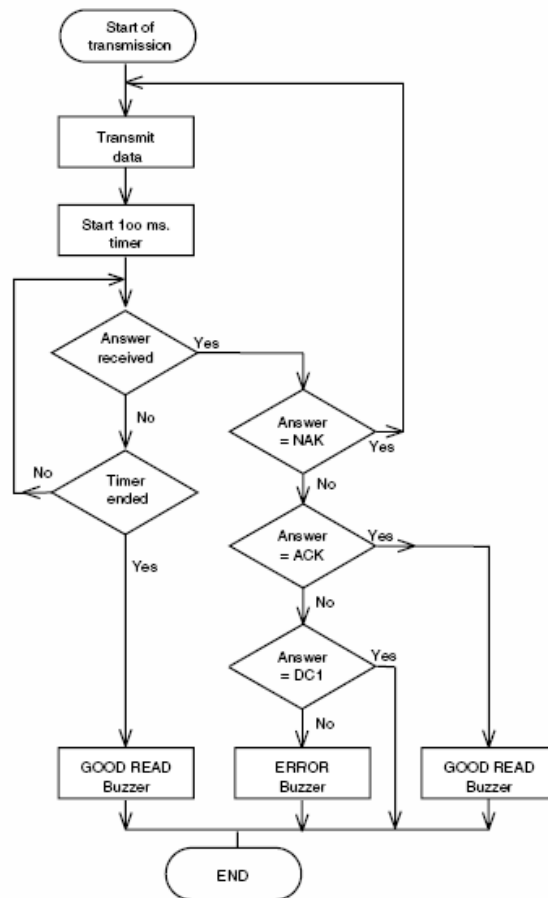 Start of
transmission
Transmit
data
Start 1oo ms.
timer
Answer
received
Yes
No
Answer
= NAK
Yes
No
Timer
ended
No
Yes
Answer
= ACK
Yes
No
Answer
= DC1
Yes
No
GOOD READ
Buzzer
ERROR
Buzzer
GOOD READ
Buzzer
END